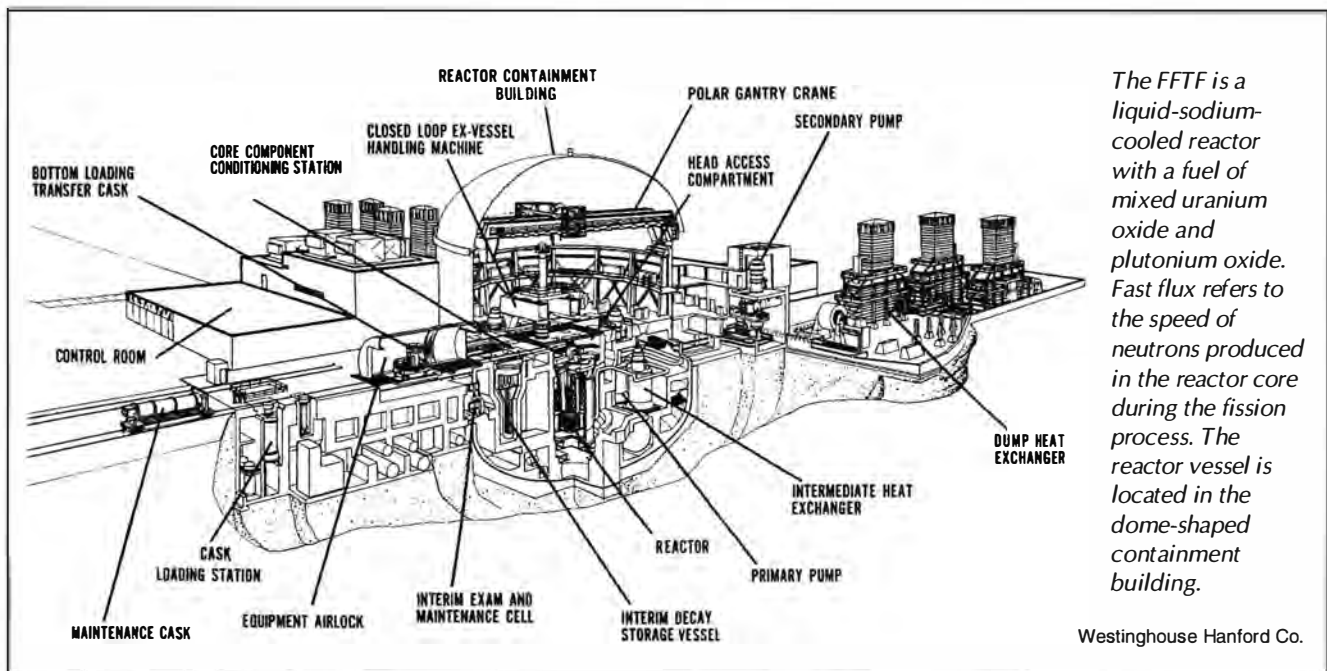 REACTOR CONTAINMENT
BUILDING
POLAR GANTRY CRANE
CLOSED LOOP EX-VESSEL
HANDLING MACHINE
SECONDARY PUMP
CORE COMPONENT
CONDITIONING STATION
HEAD ACCESS
COMPARTMENT
BOTTOM LOADING
TRANSFER CASK
CONTROL ROOM
DUMP HEAT
EXCHANGER
INTERMEDIATE HEAT
EXCHANGER
REACTOR
PRIMARY PUMP
CASK
LOADING STATION
INTERIM EXAM AND
MAINTENANCE CELL
EQUIPMENT AIRLOCK
INTERIM DECAY
STORAGE VESSEL
MAINTENANCE CASK
The FFTF is a
liquid-sodium-
cooled reactor
with a fuel of
mixed uranium
oxide and
plutonium oxide.
Fast flux refers to
the speed of
neutrons produced
in the reactor core
during the fission
process. The
reactor vessel is
located in the
dome-shaped
containment
building.
Westinghouse Hanford Co.